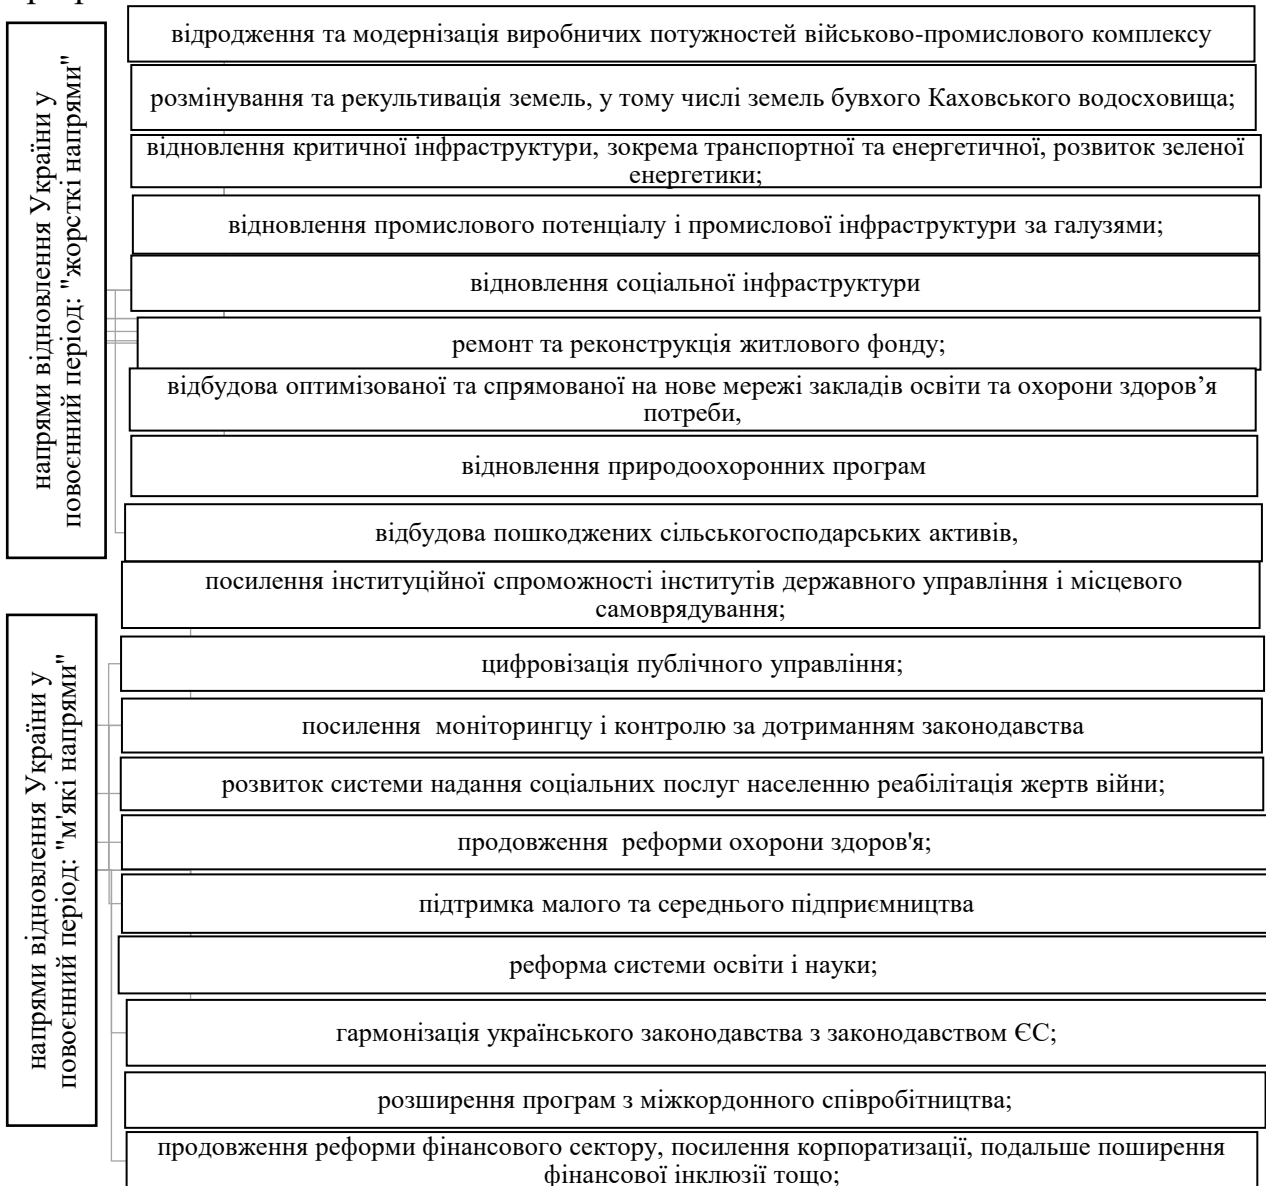 напрями відновлення України у
повоєнний період: "жорсткі напрями"
відродження та модернізація виробничих потужностей військово-промислового комплексу
розмінування та рекультивація земель, у тому числі земель бувхого Каховського водосховища;
відновлення критичної інфраструктури, зокрема транспортної та енергетичної, розвиток зеленої
енергетики;
відновлення промислового потенціалу і промислової інфраструктури за галузями;
відновлення соціальної інфраструктури
ремонт та реконструкція житлового фонду;
відбудова оптимізованої та спрямованої на нове мережі закладів освіти та охорони здоров’я
потреби,
відновлення природоохоронних програм
відбудова пошкоджених сільськогосподарських активів,
напрями відновлення України у
повоєнний період: "м'які напрями"
посилення інституційної спроможності інститутів державного управління і місцевого
самоврядування;
цифровізація публічного управління;
посилення моніторингцу і контролю за дотриманням законодавства
розвиток системи надання соціальних послуг населенню реабілітація жертв війни;
продовження реформи охорони здоров'я;
підтримка малого та середнього підприємництва
реформа системи освіти і науки;
гармонізація українського законодавства з законодавством ЄС;
розширення програм з міжкордонного співробітництва;
продовження реформи фінансового сектору, посилення корпоратизації, подальше поширення
фінансової інклюзії тощо;